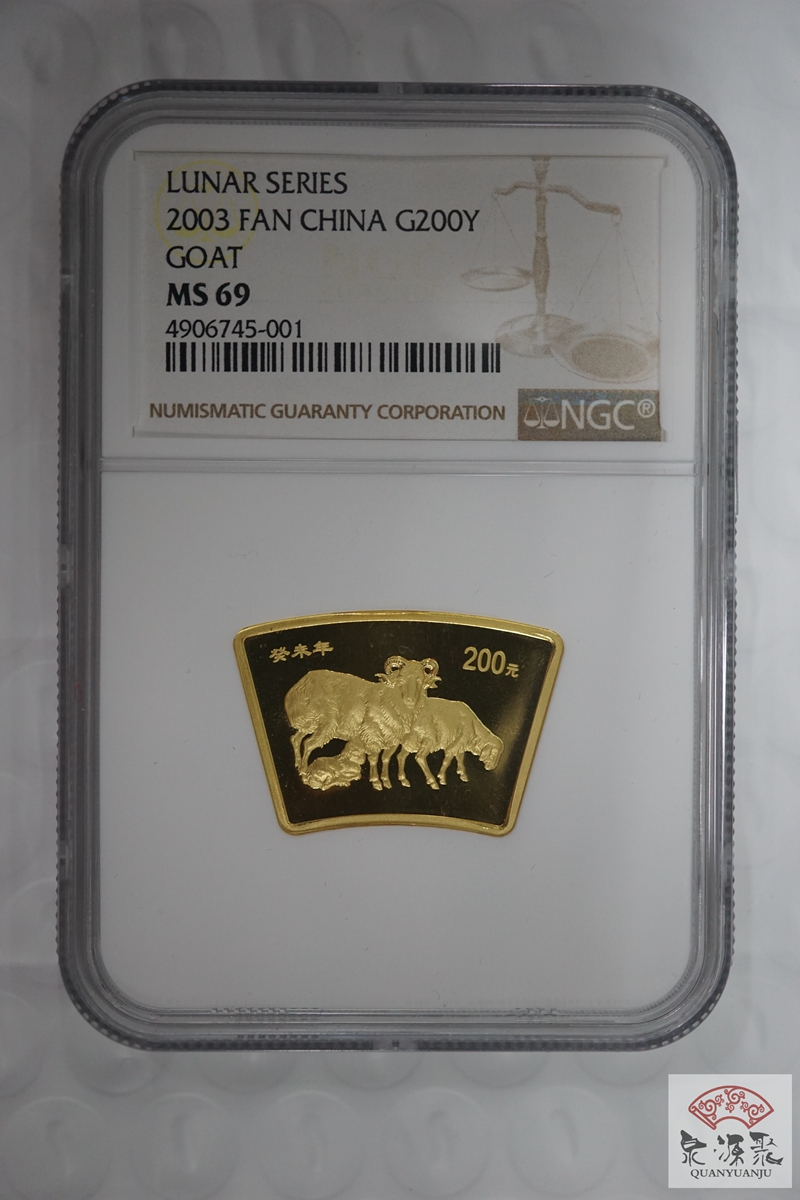 LUNAR SERIES
2003 FAN CHINA G200Y
GOAT
MS 69
4906745-001
NUMISMATIC GUARANTY CORPORATION
NGC®
癸未年
200元
泉源聚
QUANYUANJU